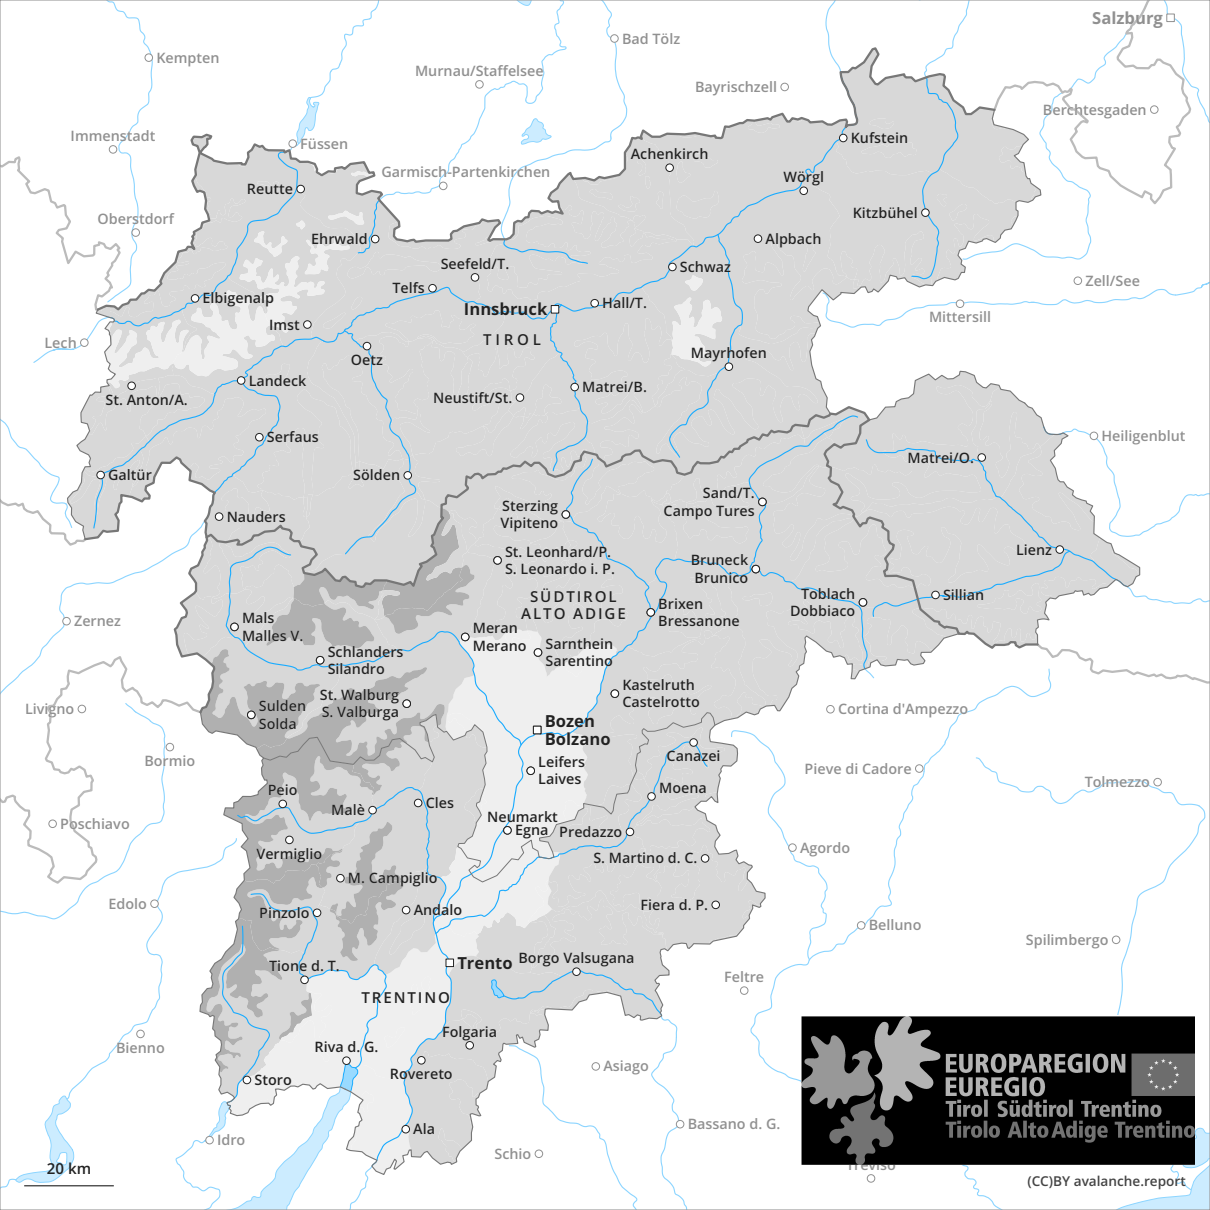 Salzburg
Bad Tölz
Kempten
Murnau/Staffelsee
Bayrischzell
Berchtesgaden
Immenstadt
Füssen
Kufstein
Achenkirch
Garmisch-Partenkirchen
Wörgl
Reutte
Oberstdorf
Kitzbühel
Ehrwald
Alpbach
Seefeld/T.
Schwaz
Zell/See
Telfs
Elbigenalp
Hall/T.
Innsbruck
Mittersill
Imst
TIROL
Lech
Oetz
Mayrhofen
Landeck
Matrei/B.
St. Anton/A.
Neustift/St.
Serfaus
Heiligenblut
Matrei/O.
Galtür
Sölden
Sand/T.
Campo Tures
Sterzing
Vipiteno
Nauders
St. Leonhard/P.
S. Leonardo i. P.
Lienz
Bruneck
Brunico
SÜDTIROL
ALTO ADIGE
Toblach
Dobbiaco
Sillian
Brixen
Bressanone
Zernez
Mals
Malles V.
Meran
Merano
Sarnthein
Sarentino
Schlanders
Silandro
Kastelruth
Castelrotto
St. Walburg
S. Valburga
Sulden
Solda
Livigno
Cortina d'Ampezzo
Bozen
Bolzano
Bormio
Canazei
Leifers
Laives
Pieve di Cadore
Tolmezzo
Peio
Moena
Malè
Cles
Neumarkt
Egna
Predazzo
Poschiavo
Agordo
Vermiglio
S. Martino d. C.
M. Campiglio
Edolo
Pinzolo
Andalo
Fiera d. P.
Belluno
Spilimbergo
Borgo Valsugana
Trento
Tione d. T.
Feltre
TRENTINO
Folgaria
Bienno
Riva d. G.
Rovereto
Asiago
Storo
EUROPAREGION
EUREGIO
Tirol Südtirol Trentino
Tirolo Alto Adige Trentino
Ala
Bassano d. G.
Idro
Schio
Treviso
20 km
(CC)BY avalanche.report